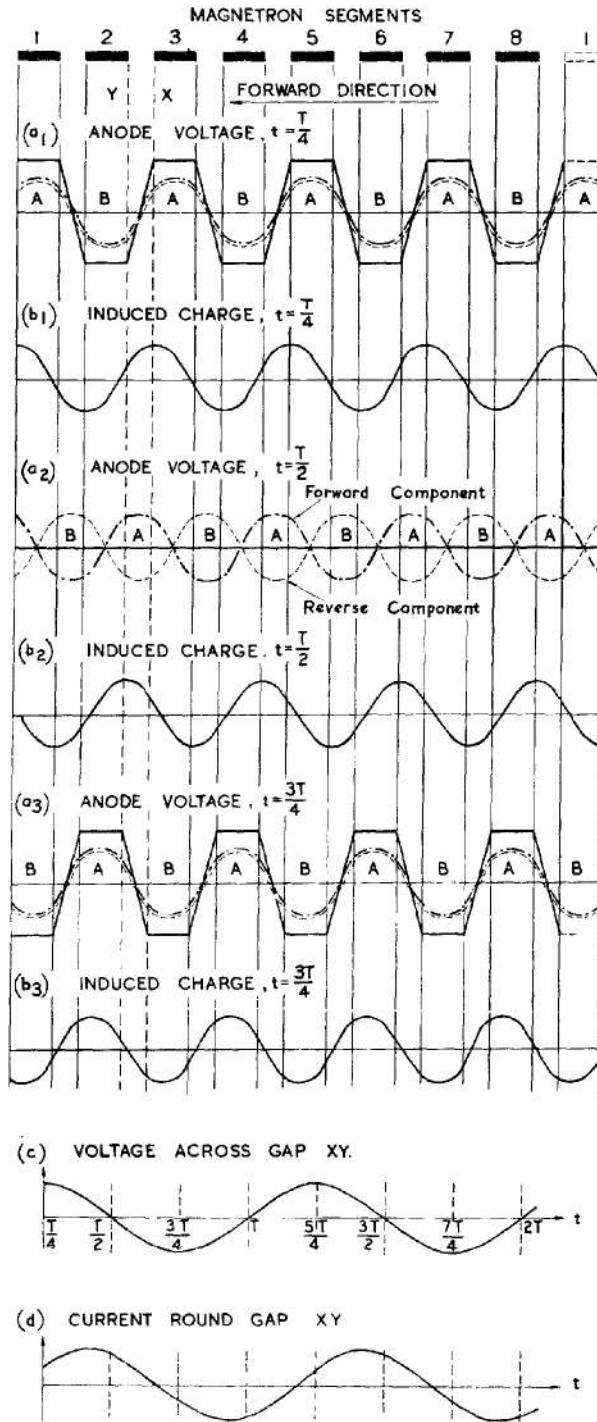 MAGNETRON SEGMENTS
1 2 3 4 5 6 7 8 1
Y X FORWARD DIRECTION
(a1) ANODE VOLTAGE, t=T/4
A B A B A B A B A
(b1) INDUCED CHARGE, t=T/4
(a2) ANODE VOLTAGE, t=T/2
Forward Component
B A B A B A B A
Reverse Component
(b2) INDUCED CHARGE. t=T/2
(a3) ANODE VOLTAGE, t=3T/4
B A B A B A B A B
(b3) INDUCED CHARGE, t=3T/4
(c) VOLTAGE ACROSS GAP XY.
T/4 T/2 3T/4 T 5T/4 3T/2 7T/4 2T t
(d) CURRENT ROUND GAP XY
t